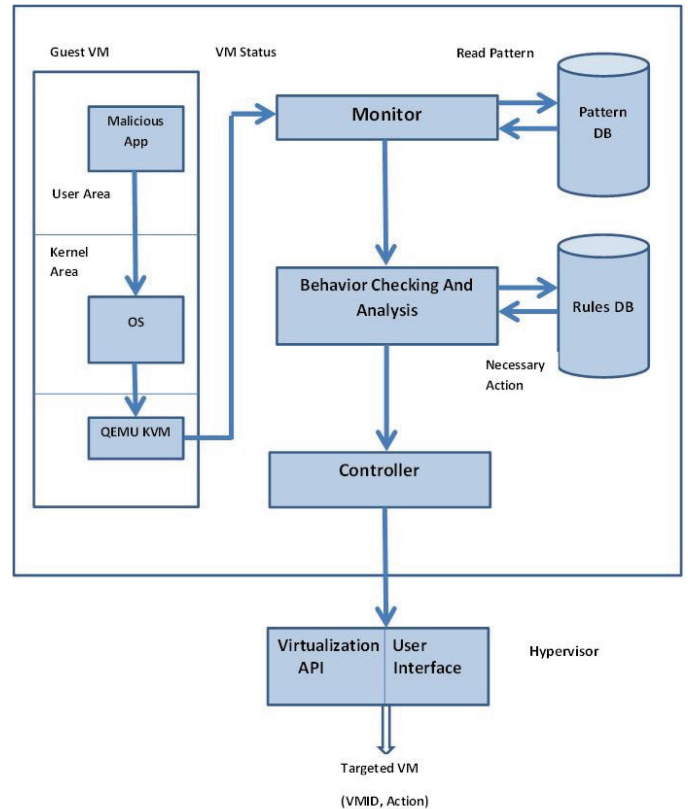 Guest VM
VM Status
Read Pattern
Malicious
App
Monitor
Pattern
DB
User Area
Kernel
Area
OS
Behavior Checking And
Analysis
Rules DB
Necessary
Action
QEMU KVM
Controller
Virtualization
API
User
Interface
Hypervisor
Targeted VM
(VMID, Action)